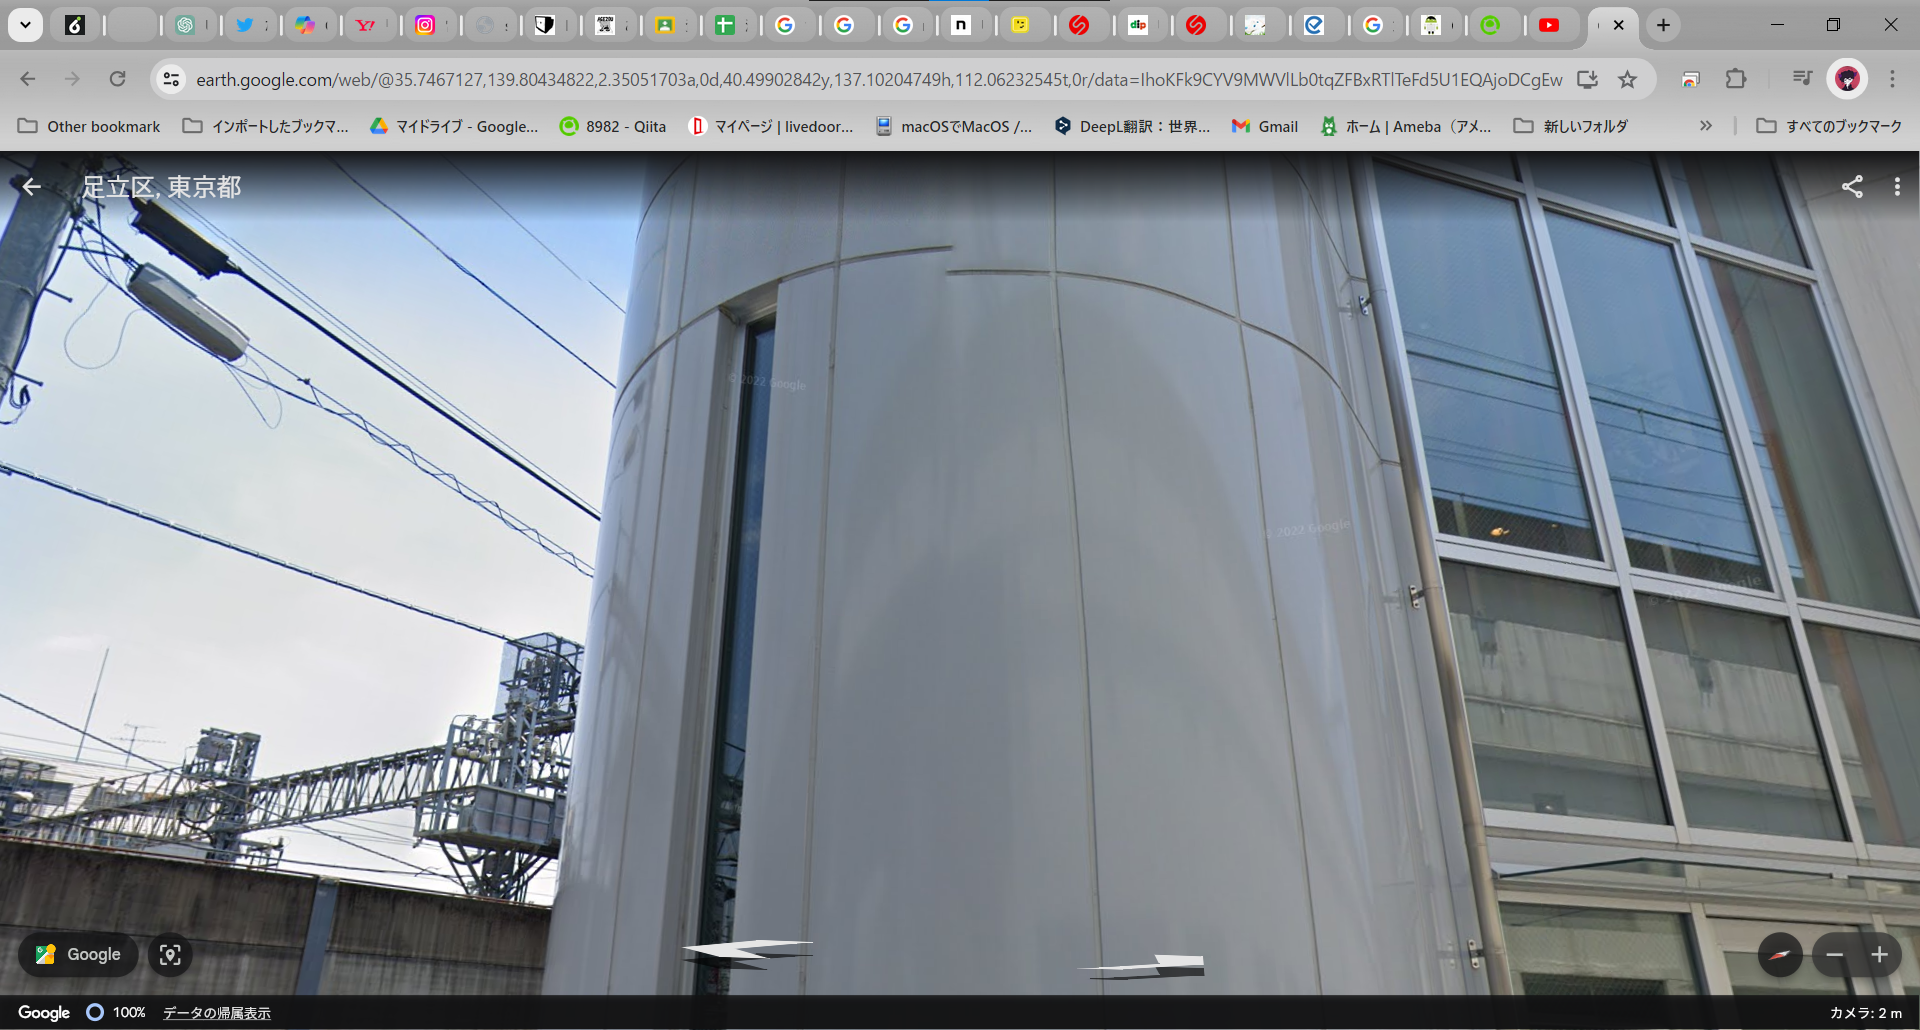 earth.google.com/web/@35.7467127,139.80434822,2.35051703a,0d,40.49902842y,137.10204749h,112.06232545t,0r/data=IhoKFk9CYV9MWVlLb0tqZFBxRTlTeFd5U1EQAjoDCgEw
Other bookmark
インポートしたブックマ...
マイドライブ - Google...
8982 - Qiita
マイページ | livedoor...
macOSでMacOS /...
DeepL翻訳：世界...
Gmail
ホーム | Ameba（アメ...
新しいフォルダ
»
すべてのブックマーク
足立区, 東京都
© 2022 Google
© 2022 Google
Google
Google
100%
データの帰属表示
カメラ: 2 m